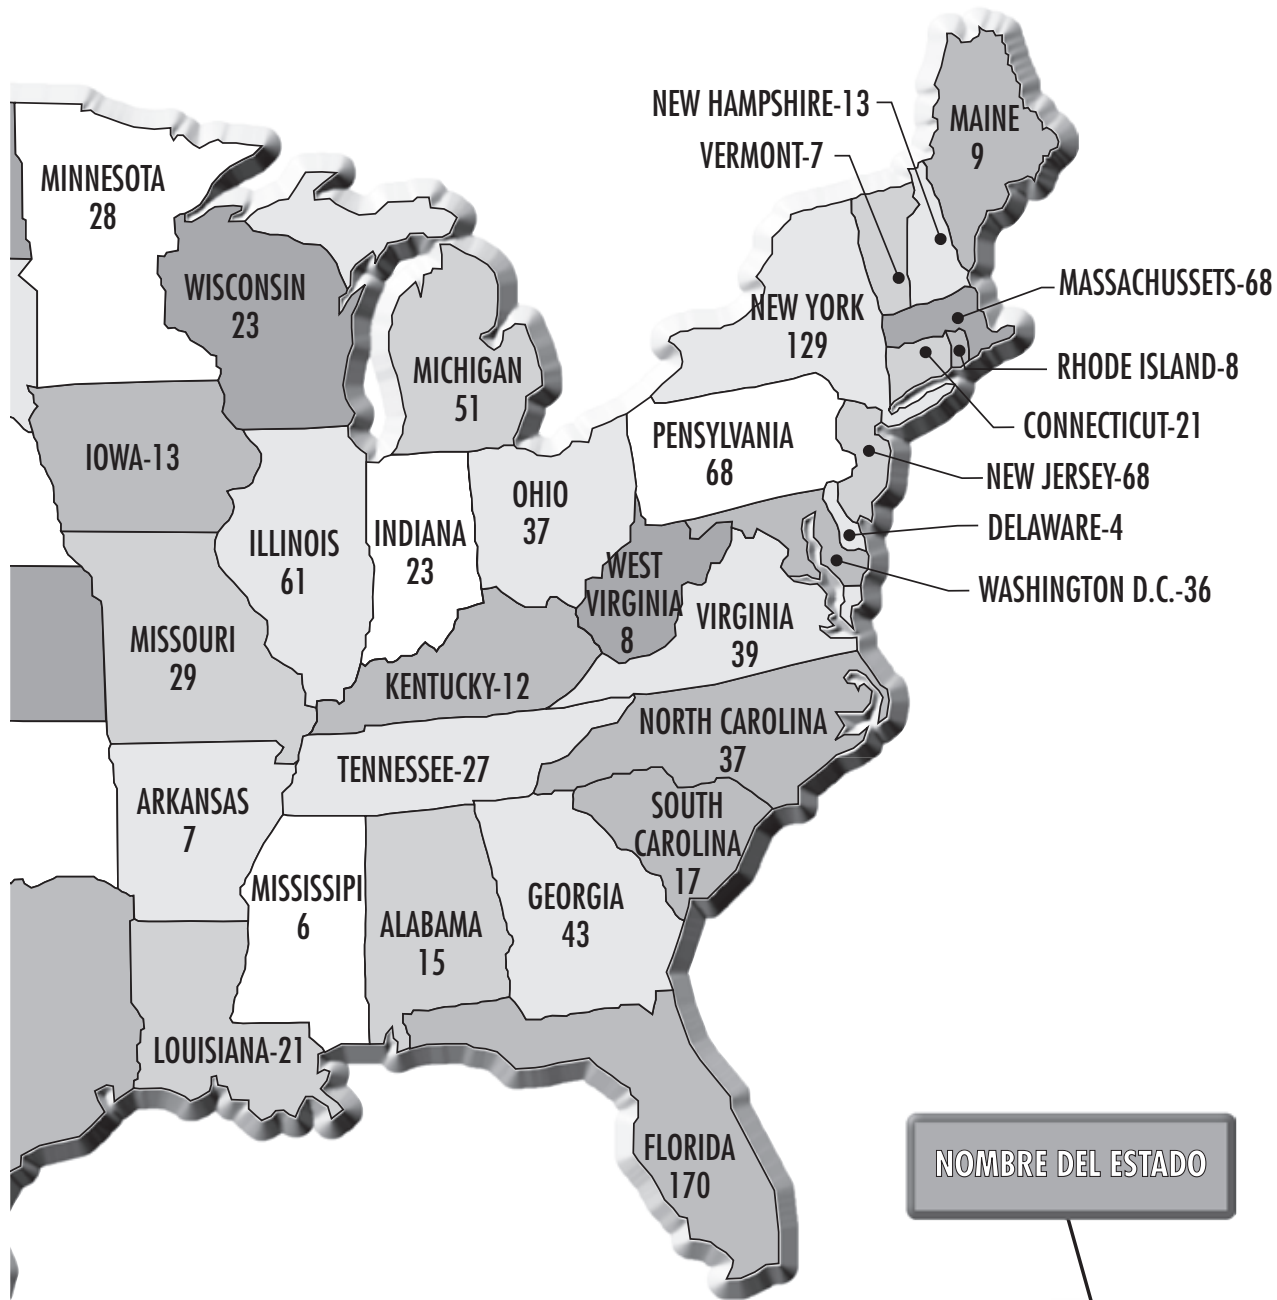 NEW HAMPSHIRE-13
MAINE
9
VERMONT-7
MINNESOTA
28
WISCONSIN
23
MASSACHUSSETS-68
NEW YORK
129
MICHIGAN
51
RHODE ISLAND-8
CONNECTICUT-21
PENSYLVANIA
68
IOWA-13
NEW JERSEY-68
OHIO
37
DELAWARE-4
ILLINOIS
61
INDIANA
23
WEST
VIRGINIA
8
WASHINGTON D.C.-36
VIRGINIA
39
MISSOURI
29
KENTUCKY-12
NORTH CAROLINA
37
TENNESSEE-27
ARKANSAS
7
SOUTH
CAROLINA
17
MISSISSIPI
6
GEORGIA
43
ALABAMA
15
LOUISIANA-21
FLORIDA
170
NOMBRE DEL ESTADO